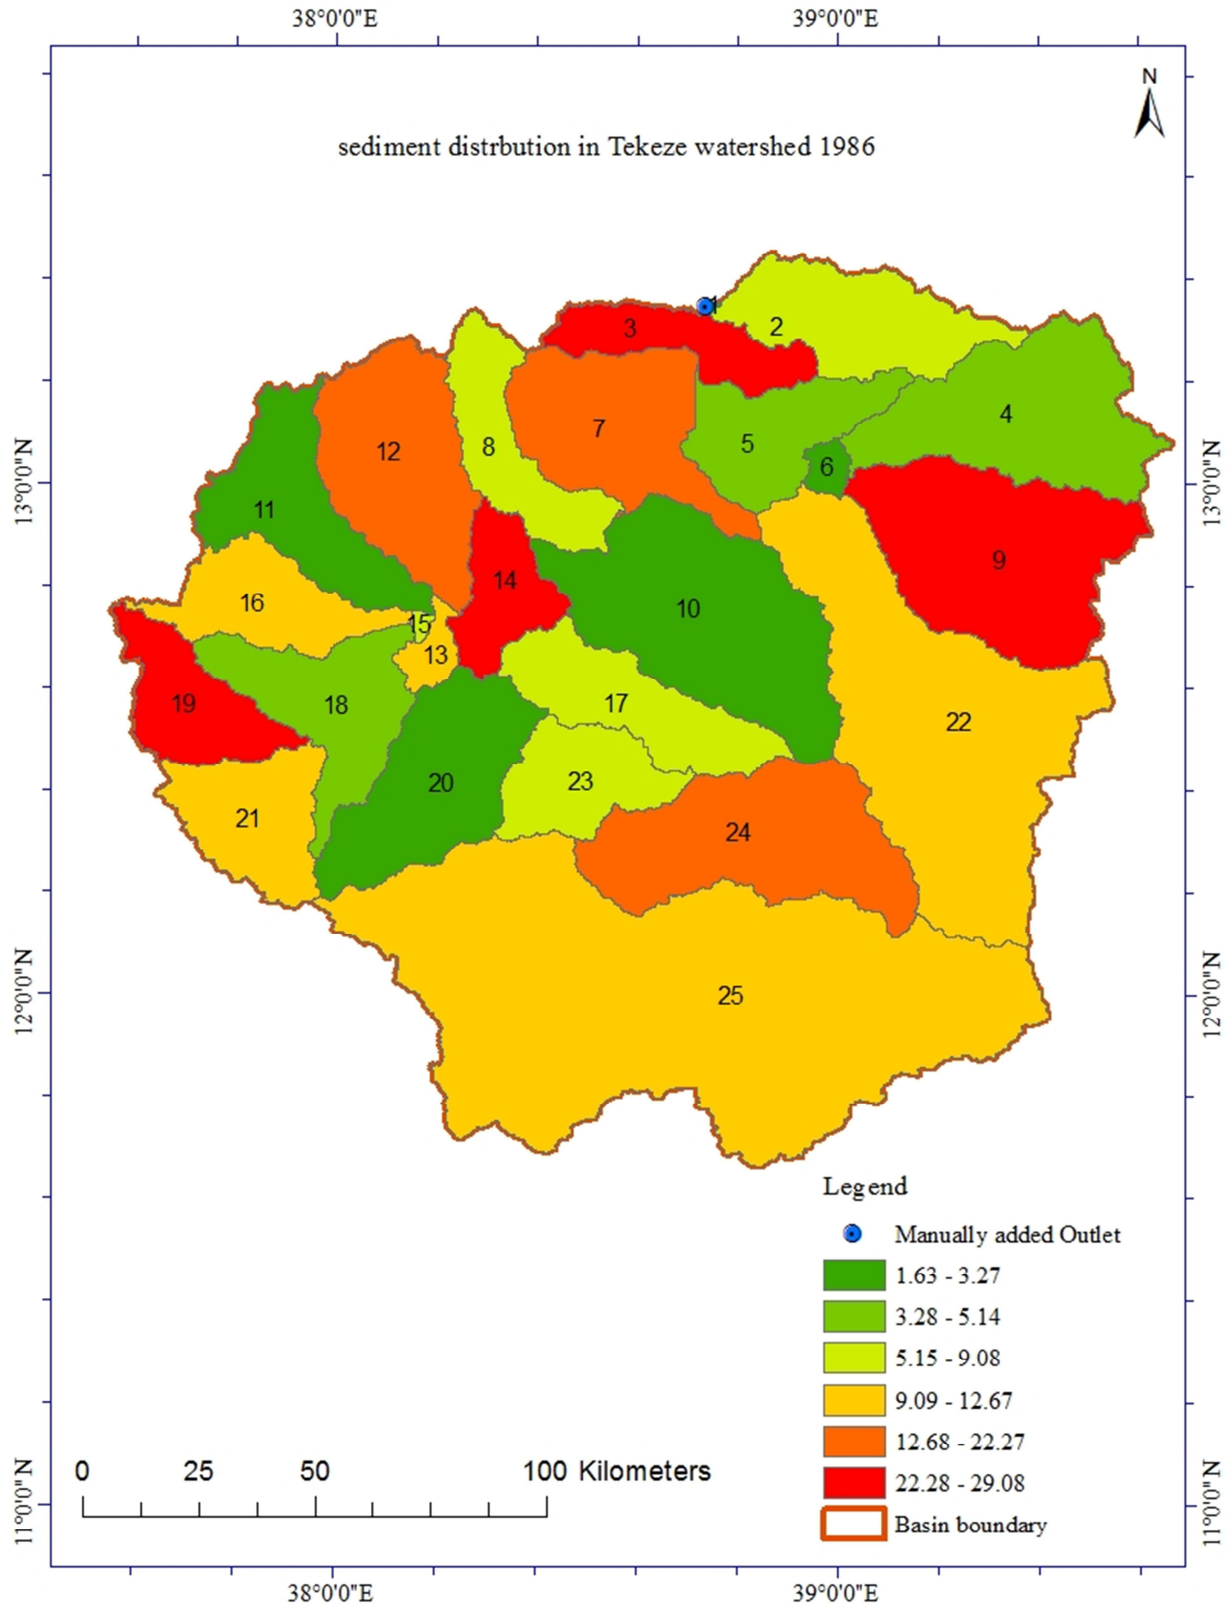 38°0'0"E 39°0'0"E
N
sediment distrbution in Tekeze watershed 1986
1
2
3
4
12
7
8
5
6
13°0'0"N 13°0'0"N
11
9
14
16
10
15
13
19
18
17
22
20
23
21
24
12°0'0"N 12°0'0"N
25
Legend
Manually added Outlet
1.63 - 3.27
3.28 - 5.14
5.15 - 9.08
9.09 - 12.67
12.68 - 22.27
22.28 - 29.08
Basin boundary
0 25 50 100 Kilometers
11°0'0"N 11°0'0"N
38°0'0"E 39°0'0"E